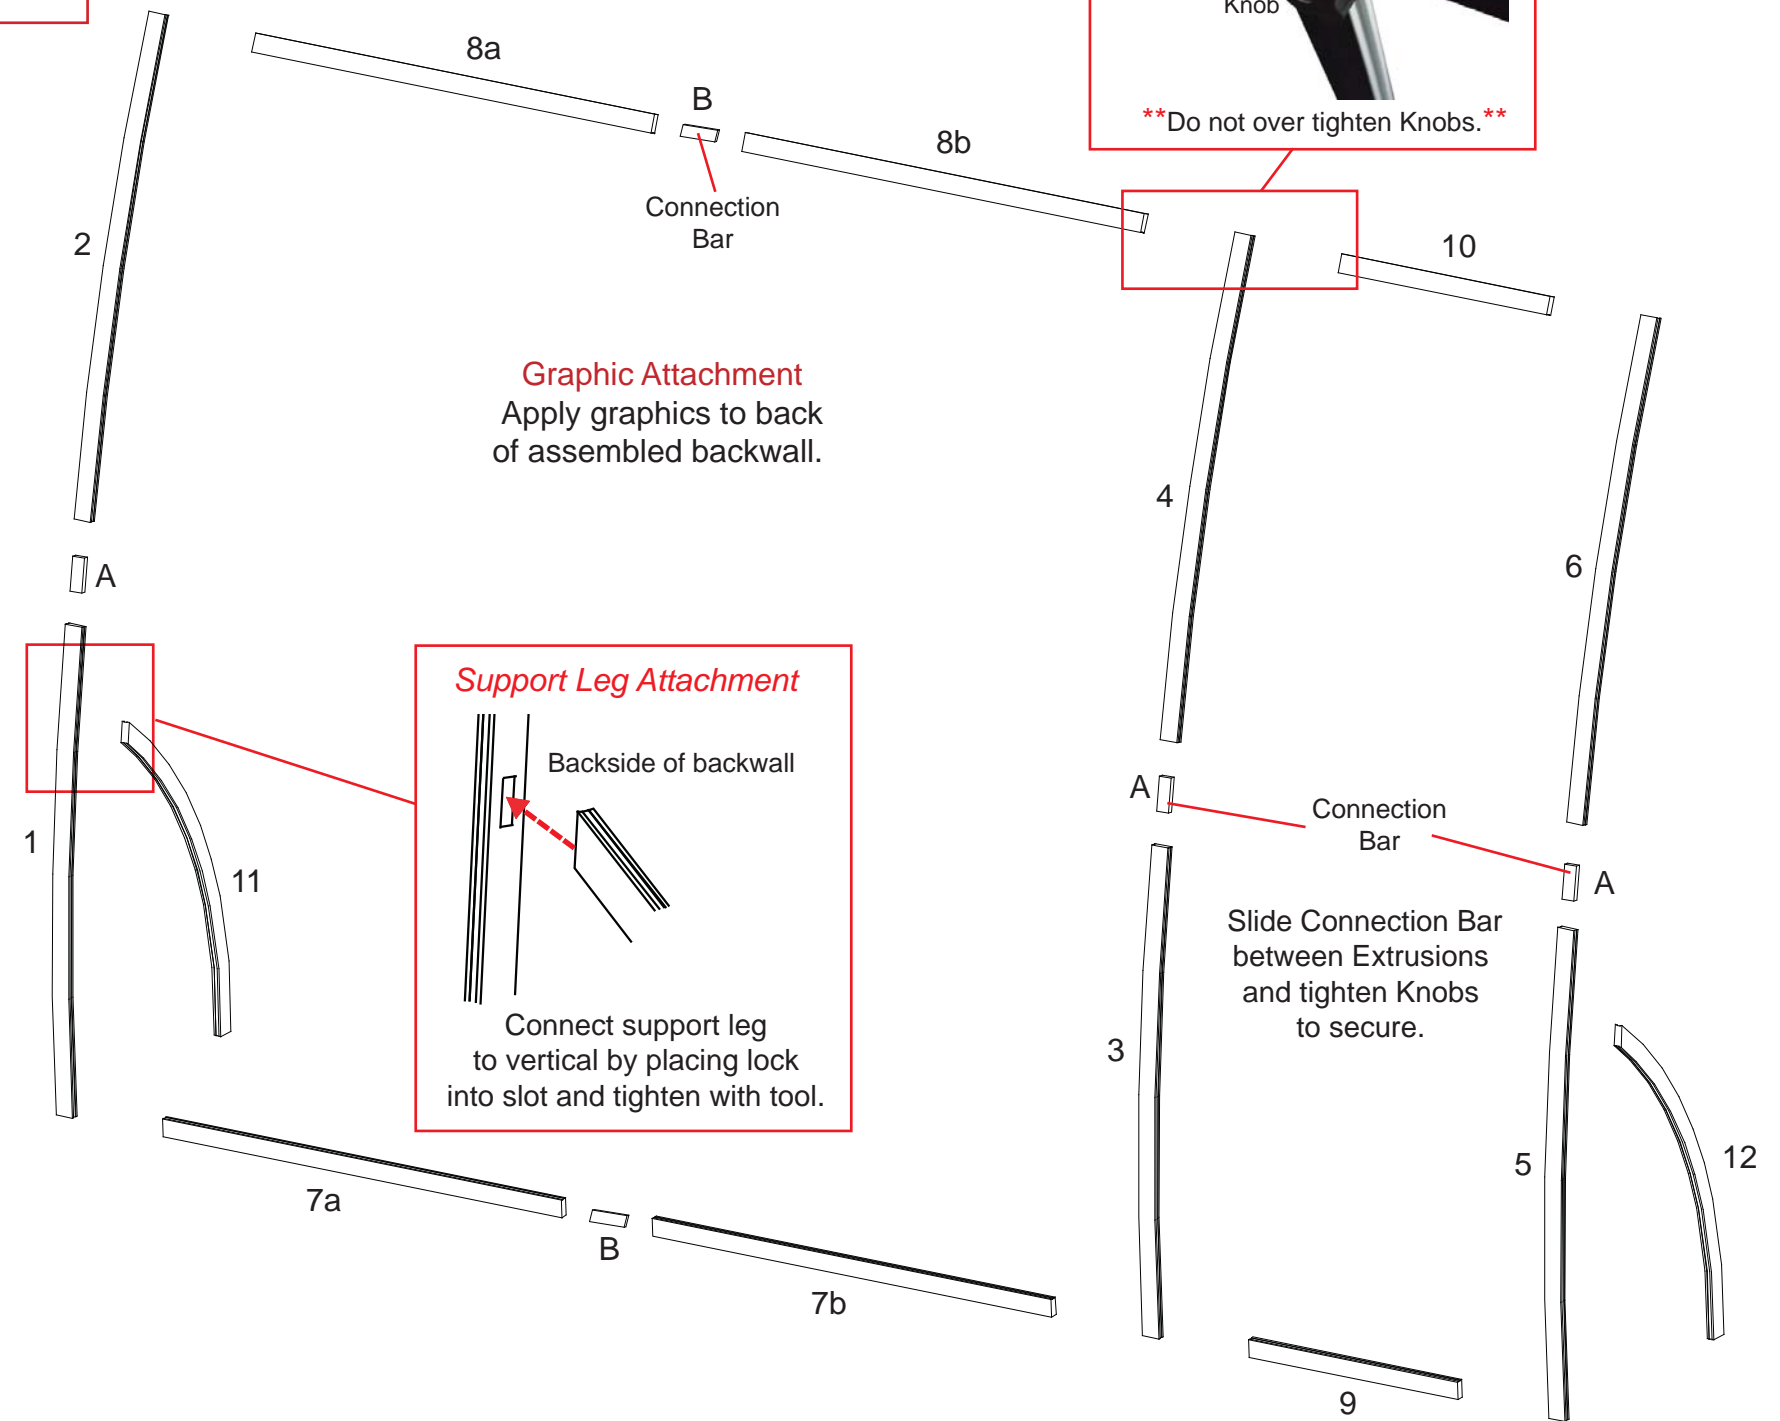 Knob
**Do not over tighten Knobs.**
8a
B
8b
Connection
Bar
2
10
Graphic Attachment
Apply graphics to back
of assembled backwall.
4
6
A
Support Leg Attachment
Backside of backwall
A
Connection
Bar
1
11
A
Slide Connection Bar
between Extrusions
and tighten Knobs
to secure.
Connect support leg
to vertical by placing lock
into slot and tighten with tool.
3
5
12
7a
B
7b
9